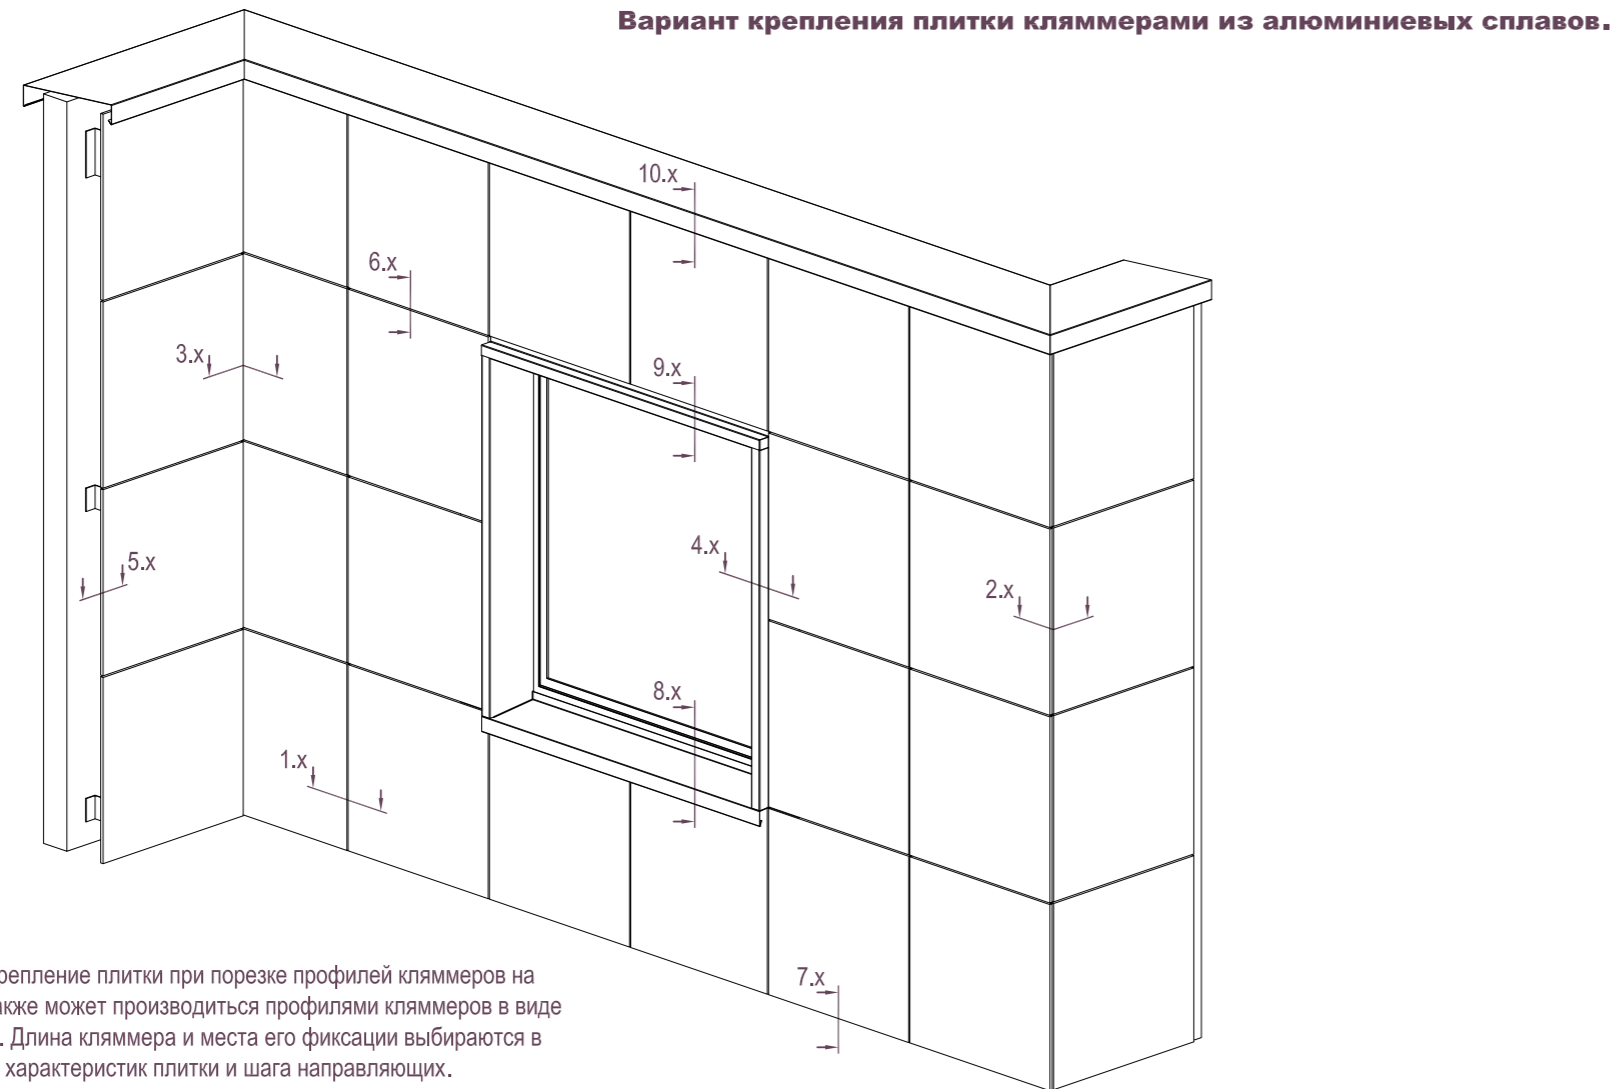 Вариант крепления плитки кляммерами из алюминиевых сплавов.
10.x
6.x
3.x
9.x
5.x
4.x
2.x
8.x
1.x
7.x
плитки при порезке профилей кляммеров на
может производиться профилями кляммеров в виде
. Длина кляммера и места его фиксации выбираются в
характеристик плитки и шага направляющих.